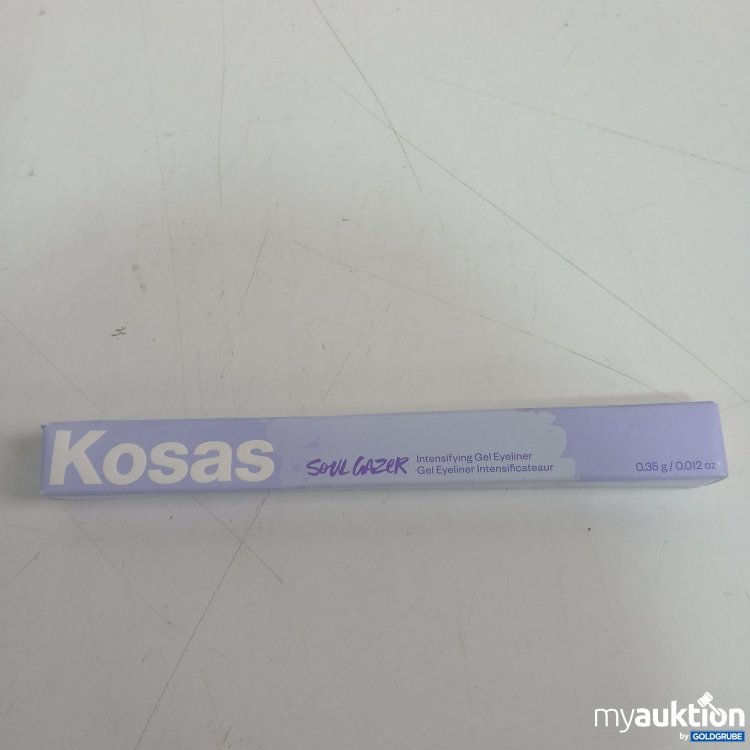 Kosas
SOUL GAZER
Intensifying Gel Eyeliner
Gel Eyeliner Intensificateaur
0.35 g / 0.012 oz
myauktion
by GOLDGRUBE